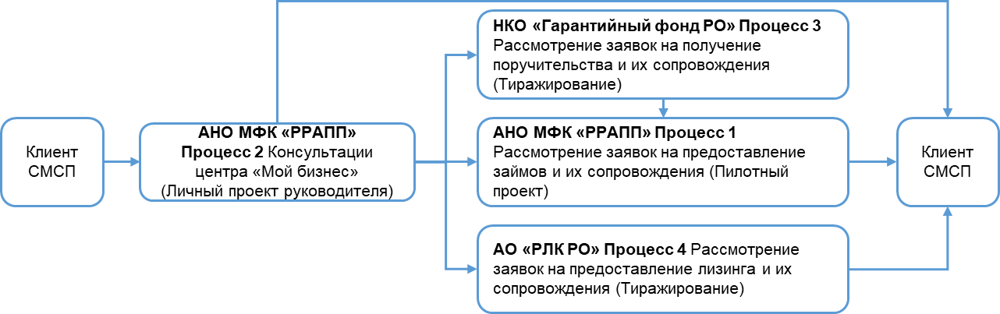 Клиент
СМСП
АНО МФК «РРАПП»
Процесс 2 Консультации
центра «Мой бизнес»
(Личный проект руководителя)
НКО «Гарантийный фонд РО» Процесс 3
Рассмотрение заявок на получение
поручительства и их сопровождения
(Тиражирование)
АНО МФК «РРАПП» Процесс 1
Рассмотрение заявок на предоставление
займов и их сопровождения (Пилотный
проект)
АО «РЛК РО» Процесс 4 Рассмотрение
заявок на предоставление лизинга и их
сопровождения (Тиражирование)
Клиент
СМСП